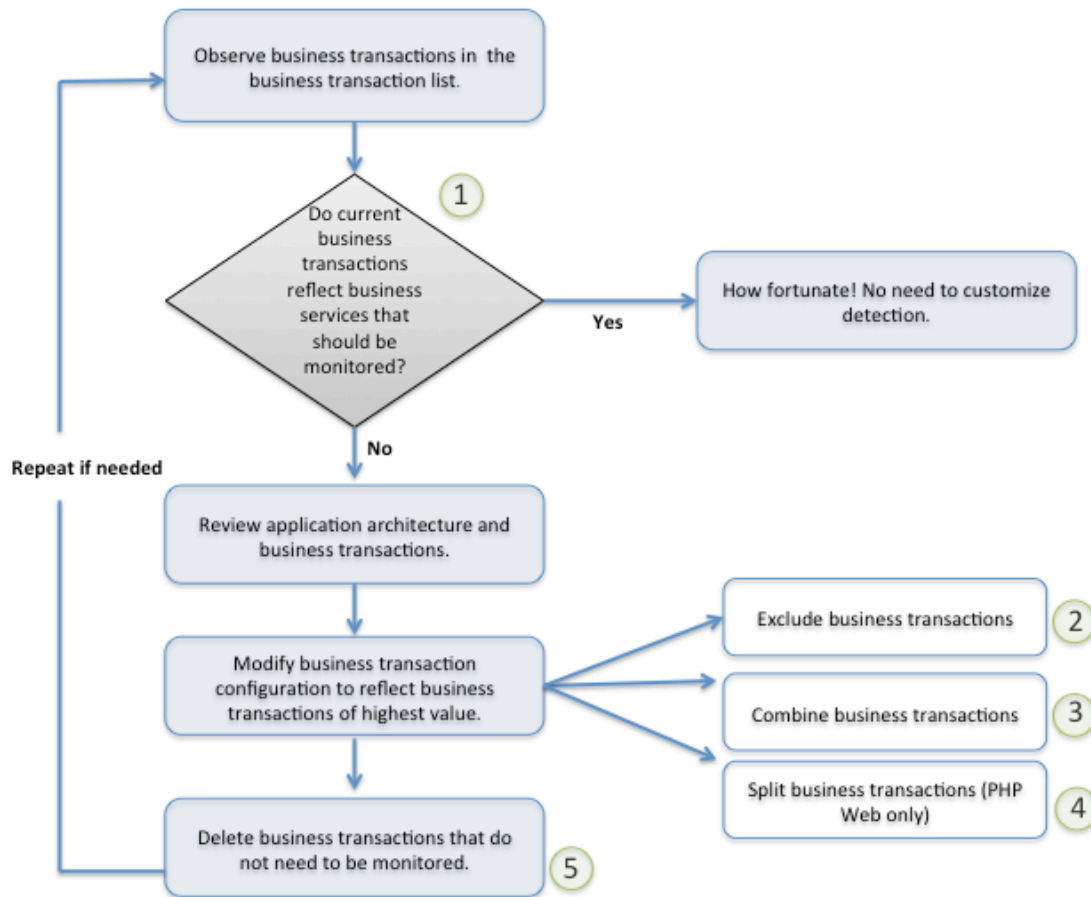 Observe business transactions in the
business transaction list.
1
Do current
business
transactions
reflect business
services that
should be
monitored?
Yes
How fortunate! No need to customize
detection.
No
Repeat if needed
Review application architecture and
business transactions.
Modify business transaction
configuration to reflect business
transactions of highest value.
Exclude business transactions
2
Combine business transactions
3
Split business transactions (PHP
Web only)
4
Delete business transactions that do
not need to be monitored.
5